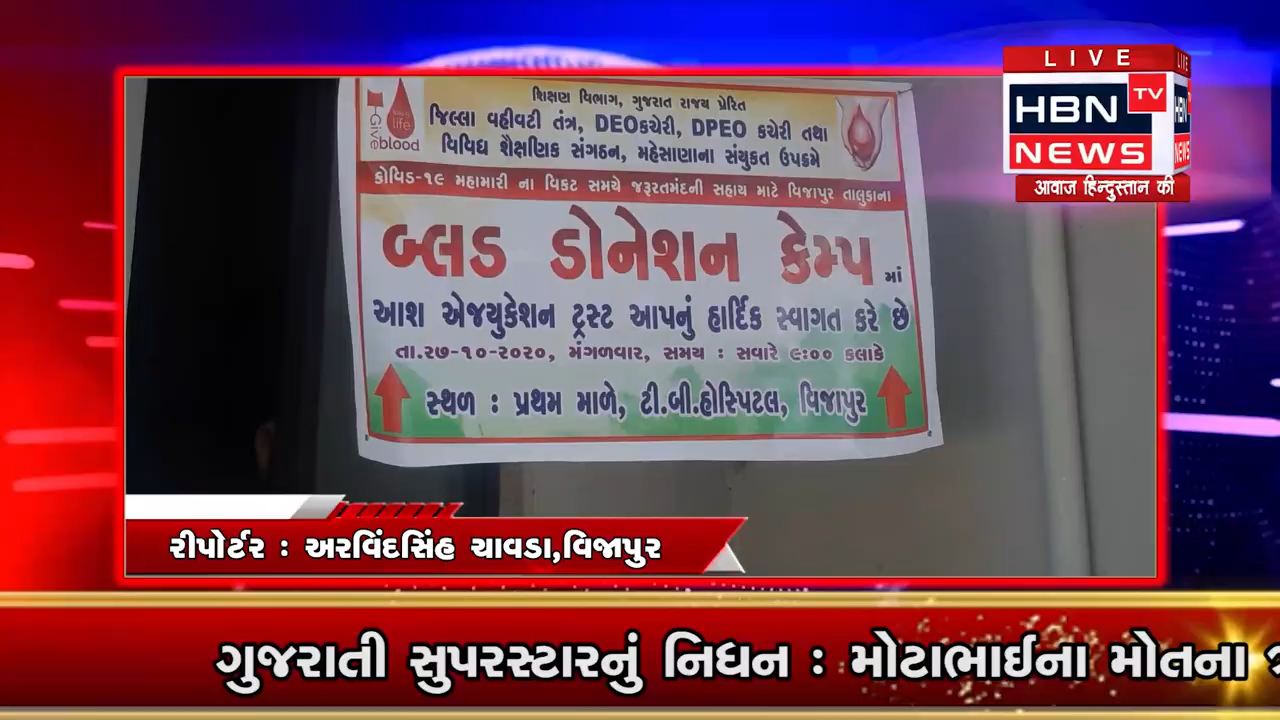 LIVE
HBN TV
NEWS
आवाज हिन्दुस्तान की
I GIVE
blood
life
શિક્ષણ વિભાગ, ગુજરાત રાજ્ય પ્રેરિત
જિલ્લા વહીવટી તંત્ર, DEOકચેરી, DPEO કચેરી તથા
વિવિધ શૈક્ષણિક સંગઠન, મહેસાણાના સંયુકત ઉપક્રમે
કોવિડ-૧૯ મહામારી ના વિકટ સમયે જરૂરતમંદની સહાય માટે વિજાપુર તાલુકાના
બ્લડ ડોનેશન કેમ્પ માં
આશ એજયુકેશન ટ્રસ્ટ આપનું હાર્દિક સ્વાગત કરે છે
તા.૨૭-૧૦-૨૦૨૦, મંગળવાર, સમય : સવારે ૯:૦૦ કલાકે
સ્થળ : પ્રથમ માળે, ટી.બી.હોસ્પિટલ, વિજાપુર
રીપોર્ટર : અરવિંદસિંહ ચાવડા,વિજાપુર
ગુજરાતી સુપરસ્ટારનું નિધન : મોટાભાઈના મોતના